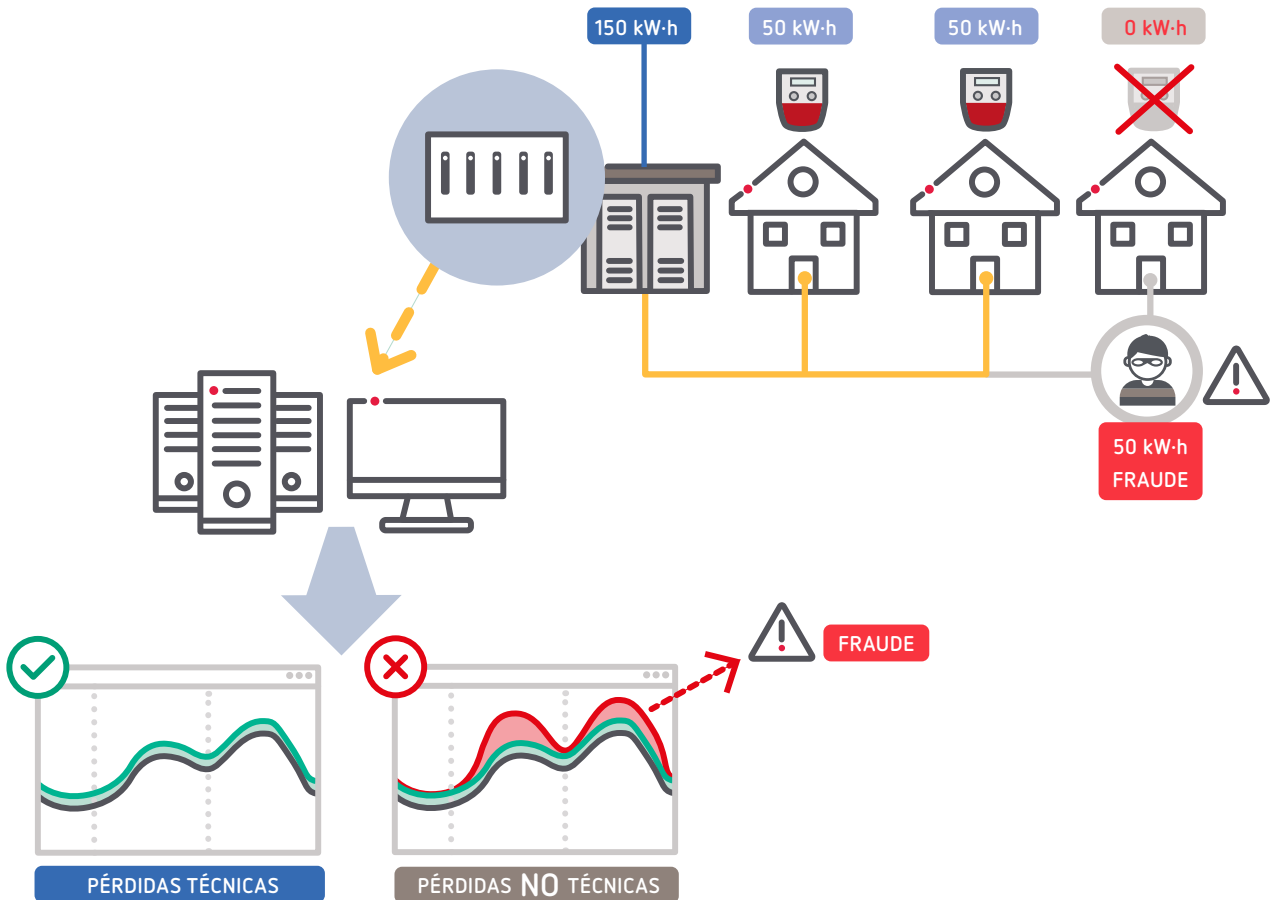 150 kW·h
50 kW·h
50 kW·h
0 kW·h
50 kW·h
FRAUDE
FRAUDE
PÉRDIDAS TÉCNICAS
PÉRDIDAS NO TÉCNICAS